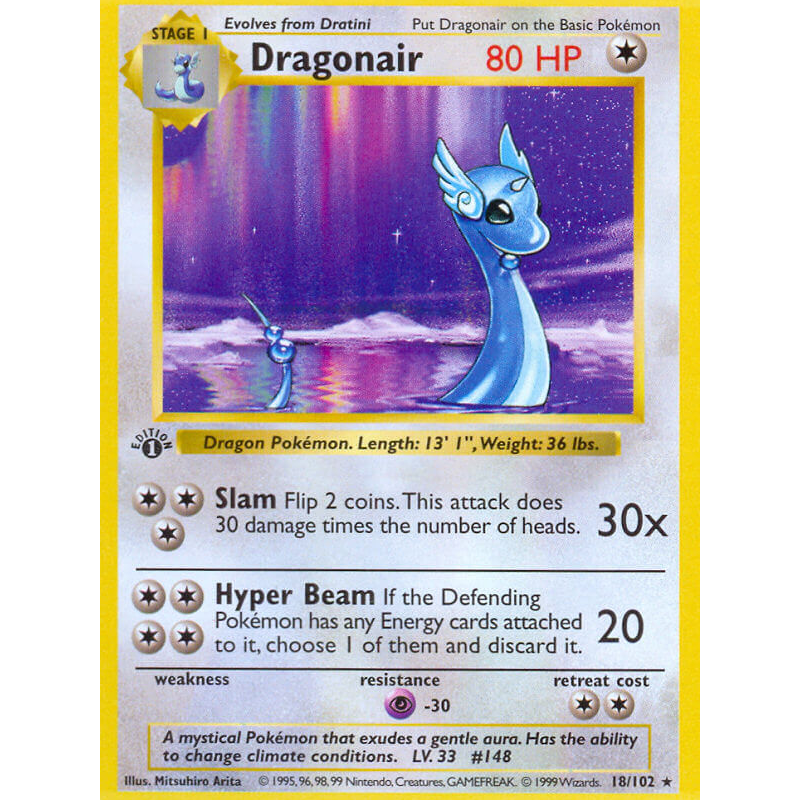 Evolves from Dratini Put Dragonair on the Basic Pokémon
STAGE 1
Dragonair 80 HP
EDITION
1
Dragon Pokémon. Length: 13' 1", Weight: 36 lbs.
Slam Flip 2 coins. This attack does
30 damage times the number of heads. 30x
Hyper Beam If the Defending
Pokémon has any Energy cards attached
to it, choose 1 of them and discard it. 20
weakness resistance retreat cost
-30
A mystical Pokémon that exudes a gentle aura. Has the ability
to change climate conditions. LV. 33 #148
Illus. Mitsuhiro Arita © 1995, 96, 98, 99 Nintendo, Creatures, GAMEFREAK. © 1999 Wizards. 18/102 ★